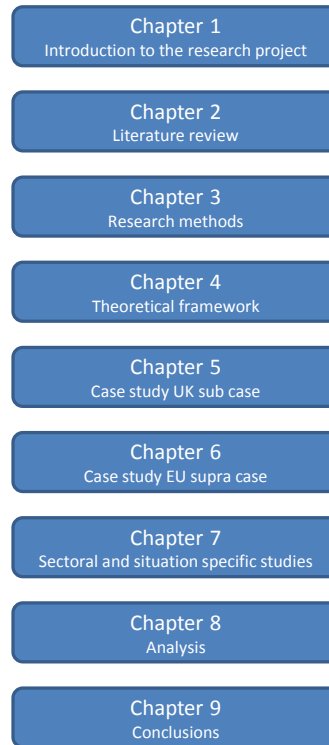 Chapter 1
Introduction to the research project
Chapter 2
Literature review
Chapter 3
Research methods
Chapter 4
Theoretical framework
Chapter 5
Case study UK sub case
Chapter 6
Case study EU supra case
Chapter 7
Sectoral and situation specific studies
Chapter 8
Analysis
Chapter 9
Conclusions